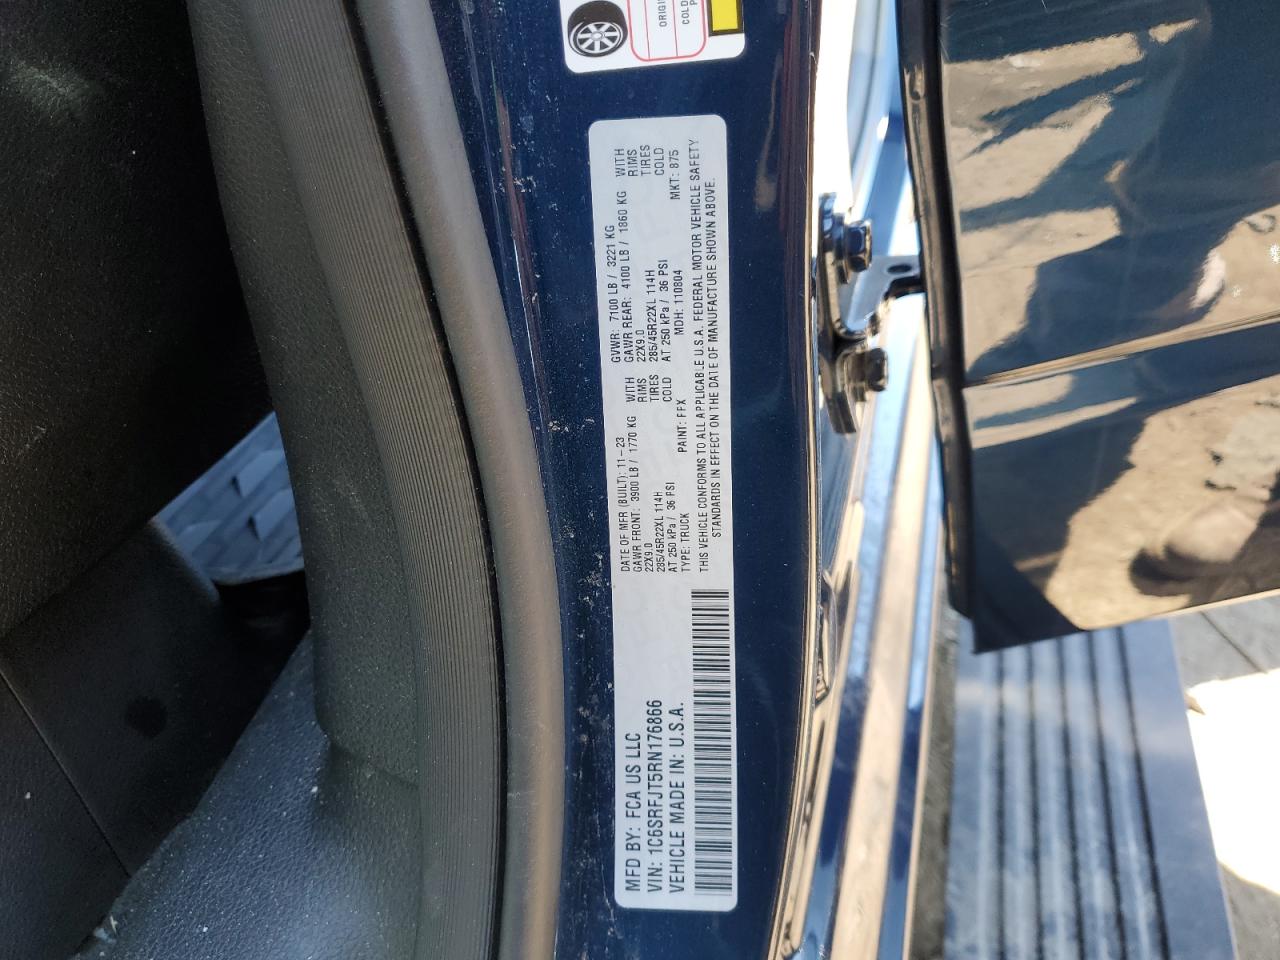 ORIGI
COLD
P
MFD BY: FCA US LLC
VIN: 1C6SRFJT5RN176866
VEHICLE MADE IN: U.S.A.
DATE OF MFR (BUILT): 11-23
GAWR FRONT: 3900 LB / 1770 KG WITH
22X9.0 RIMS
285/45R22XL 114H TIRES
AT 250 kPa / 36 PSI COLD
TYPE: TRUCK PAINT: FPX
GVWR: 7100 LB / 3221 KG
GAWR REAR: 4100 LB / 1860 KG WITH
22X9.0 RIMS
285/45R22XL 114H TIRES
AT 250 kPa / 36 PSI COLD
MDH: 110804 MKT: 875
THIS VEHICLE CONFORMS TO ALL APPLICABLE U.S.A. FEDERAL MOTOR VEHICLE SAFETY
STANDARDS IN EFFECT ON THE DATE OF MANUFACTURE SHOWN ABOVE.